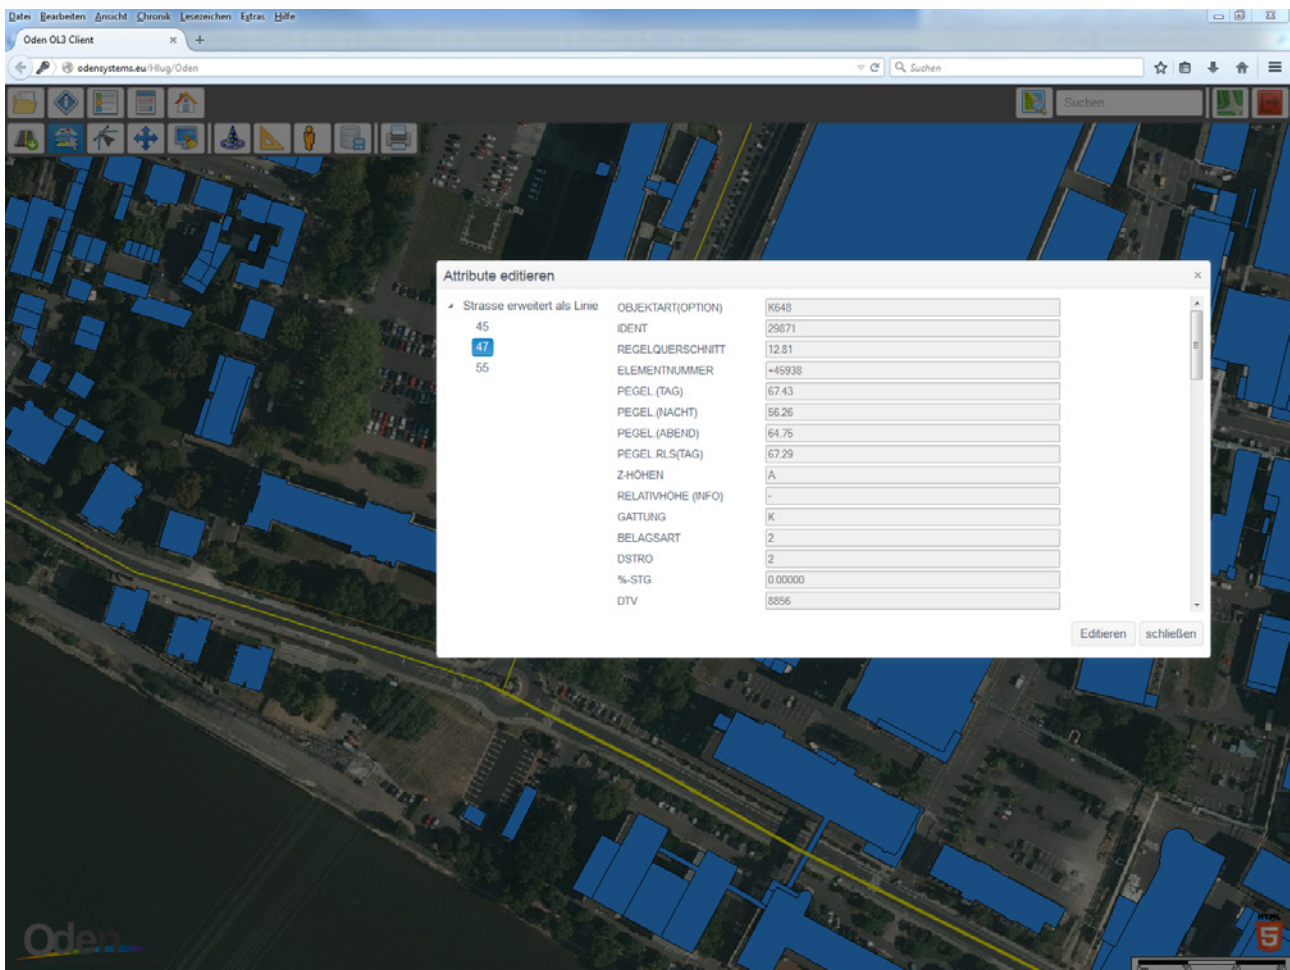 Datei Bearbeiten Ansicht Chronik Lesezeichen Extras Hilfe
Oden OL3 Client
odensystems.eu/Hlug/Oden
Suchen
Suchen
Attribute editieren
Strasse erweitert als Linie
45
47
55
OBJEKTART(OPTION) K648
IDENT 29871
REGELQUERSCHNITT 12.81
ELEMENTNUMMER +45938
PEGEL.(TAG) 67.43
PEGEL.(NACHT) 56.26
PEGEL.(ABEND) 64.75
PEGEL.RLS(TAG) 67.29
Z-HÖHEN A
RELATIVHÖHE (INFO) -
GATTUNG K
BELAGSART 2
DSTRO 2
%-STG 0.00000
DTV 8856
Editieren schließen
Oden
HTML
5